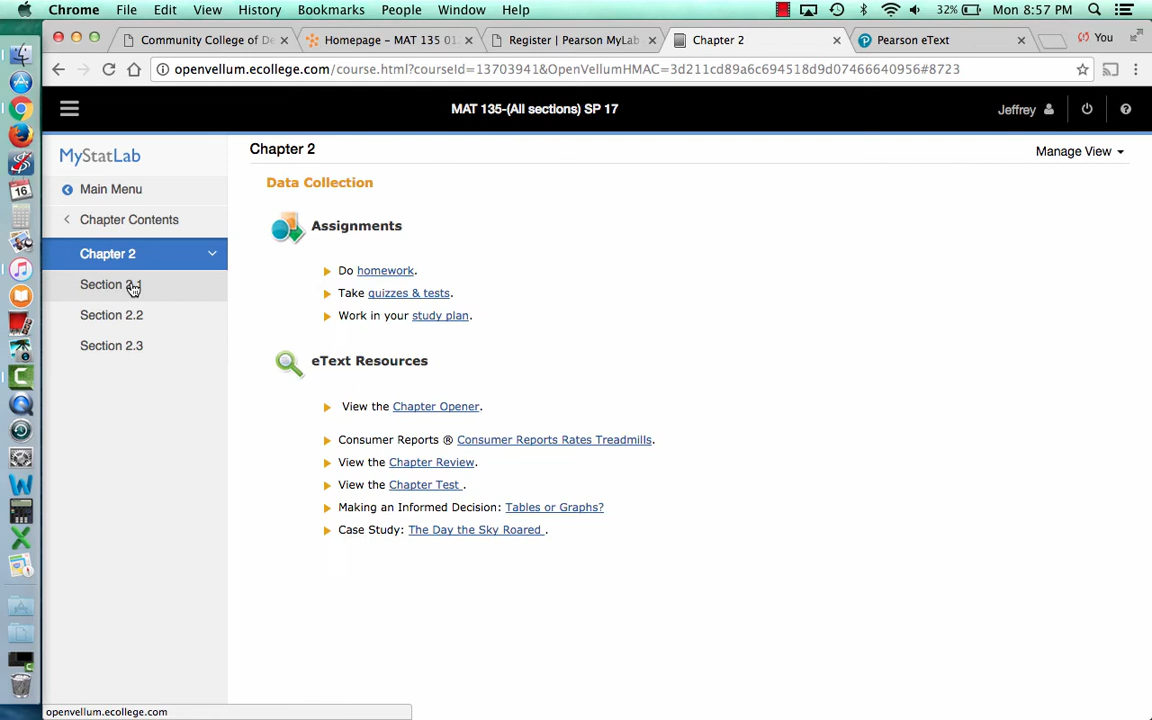 Chrome File Edit View History Bookmarks People Window Help 32% Mon 8:57 PM
Community College of De Homepage - MAT 135 01. Register | Pearson MyLab Chapter 2 Pearson eText You
openvellum.ecollege.com/course.html?courseId=13703941&OpenVellumHMAC=3d211cd89a6c694518d9d07466640956#8723
MAT 135-(All sections) SP 17 Jeffrey
MyStatLab
Main Menu
Chapter Contents
Chapter 2
Section 2.1
Section 2.2
Section 2.3
Chapter 2
Manage View
Data Collection
Assignments
Do homework.
Take quizzes & tests.
Work in your study plan.
eText Resources
View the Chapter Opener.
Consumer Reports ® Consumer Reports Rates Treadmills.
View the Chapter Review.
View the Chapter Test .
Making an Informed Decision: Tables or Graphs?
Case Study: The Day the Sky Roared .
openvellum.ecollege.com